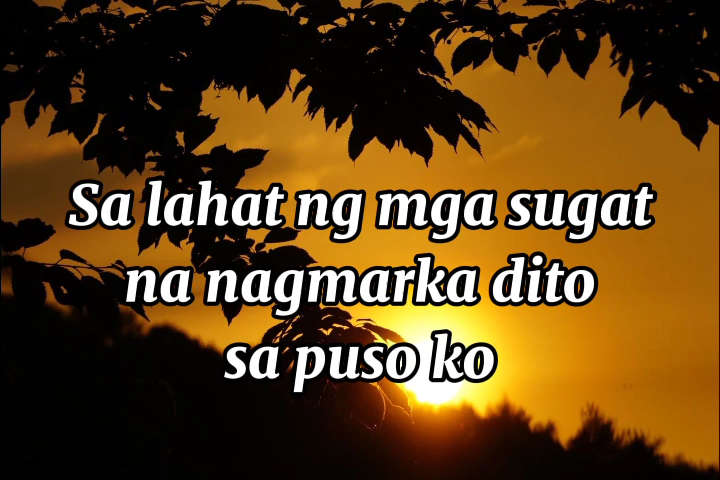 Sa lahat ng mga sugat
na nagmarka dito
sa puso ko